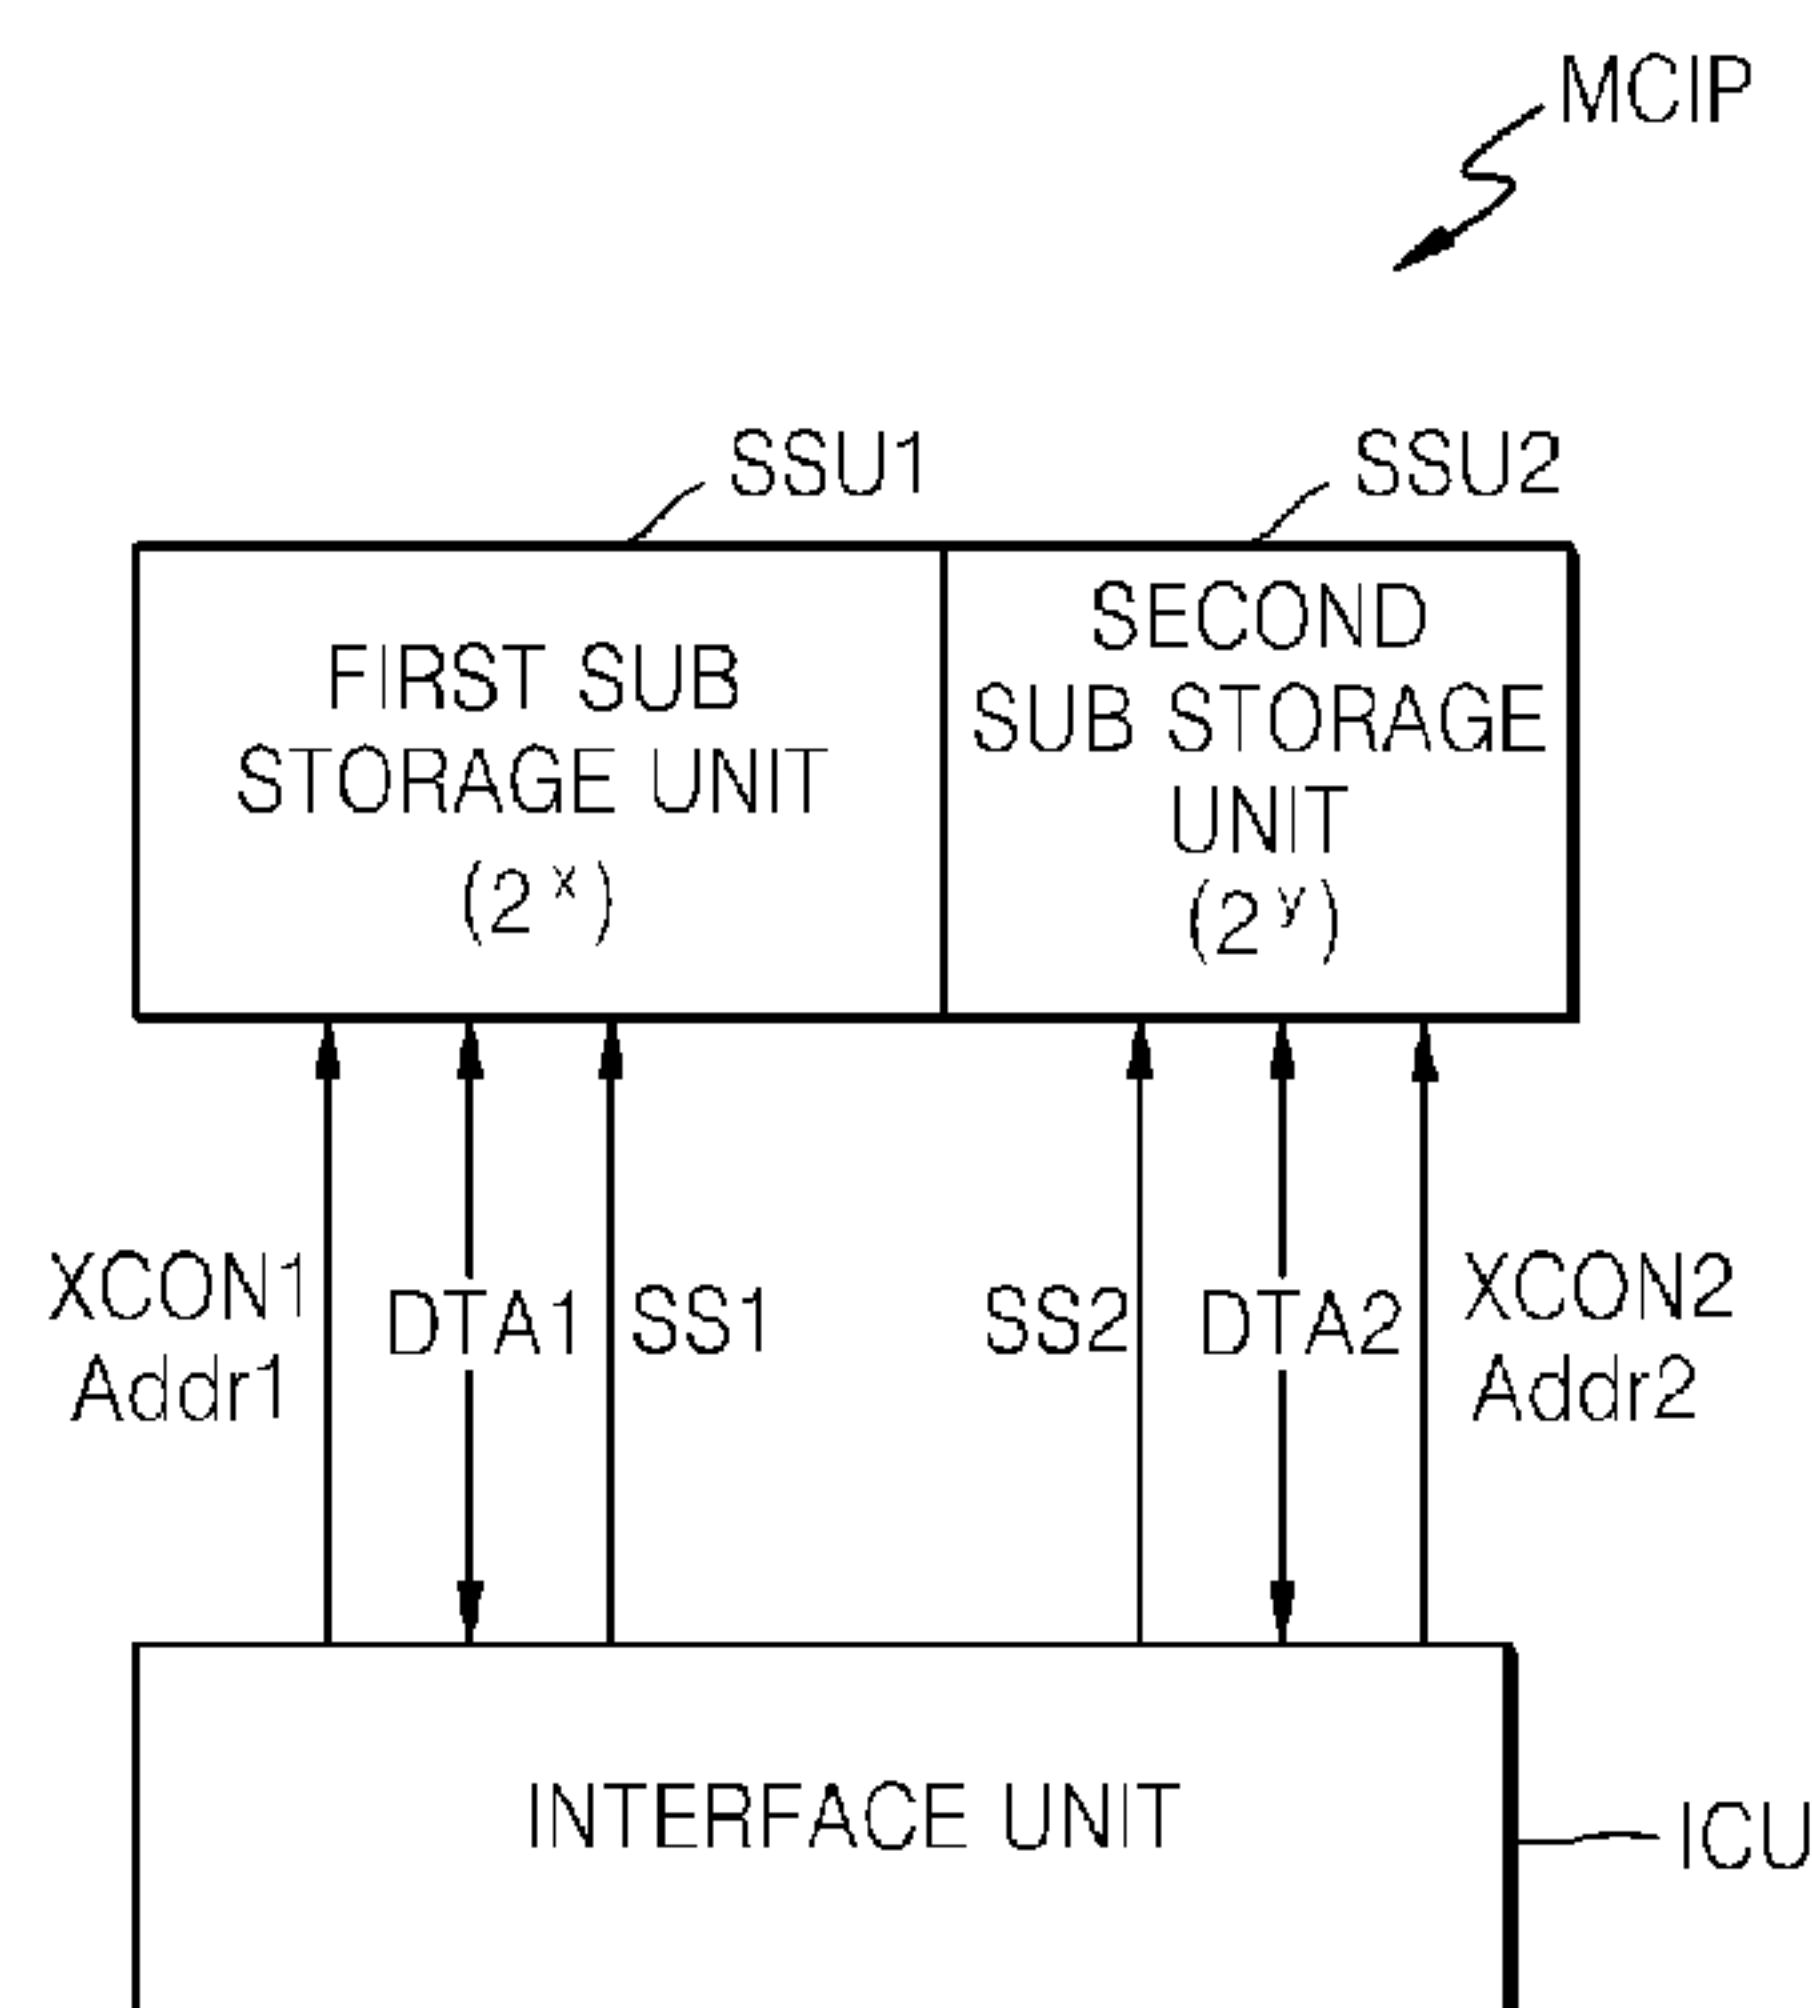 MCIP
SSU1
SSU2
FIRST SUB
STORAGE UNIT
(2^x)
SECOND
SUB STORAGE
UNIT
(2^y)
XCON1
Addr1
DTA1
SS1
SS2
DTA2
XCON2
Addr2
INTERFACE UNIT
ICU